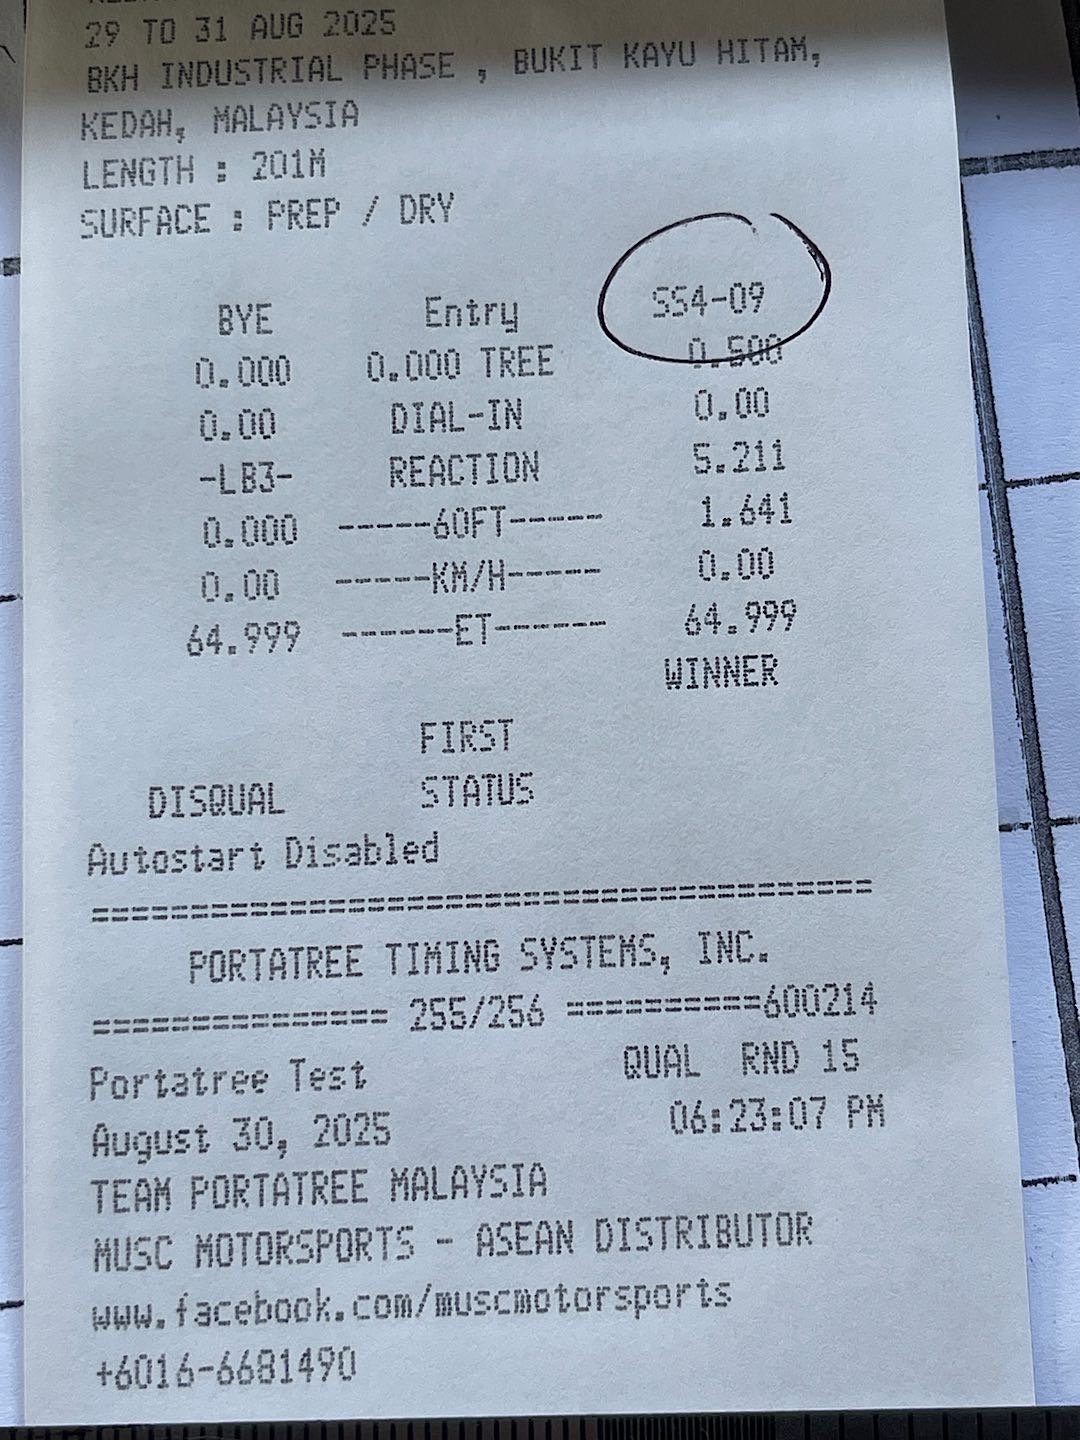 29 TO 31 AUG 2025
BKH INDUSTRIAL PHASE , BUKIT KAYU HITAM,
KEDAH, MALAYSIA
LENGTH : 201M
SURFACE : PREP / DRY
BYE Entry SS4-09
0.000 0.000 TREE 0.500
0.00 DIAL-IN 0.00
-LB3- REACTION 5.211
0.000 -----60FT----- 1.641
0.00 -----KM/H----- 0.00
64.999 ------ET------ 64.999
WINNER
FIRST
DISQUAL STATUS
Autostart Disabled
====================================
PORTATREE TIMING SYSTEMS, INC.
=============== 255/256 ==========600214
Portatree Test QUAL RND 15
August 30, 2025 06:23:07 PM
TEAM PORTATREE MALAYSIA
MUSC MOTORSPORTS - ASEAN DISTRIBUTOR
www.facebook.com/muscmotorsports
+6016-6681490